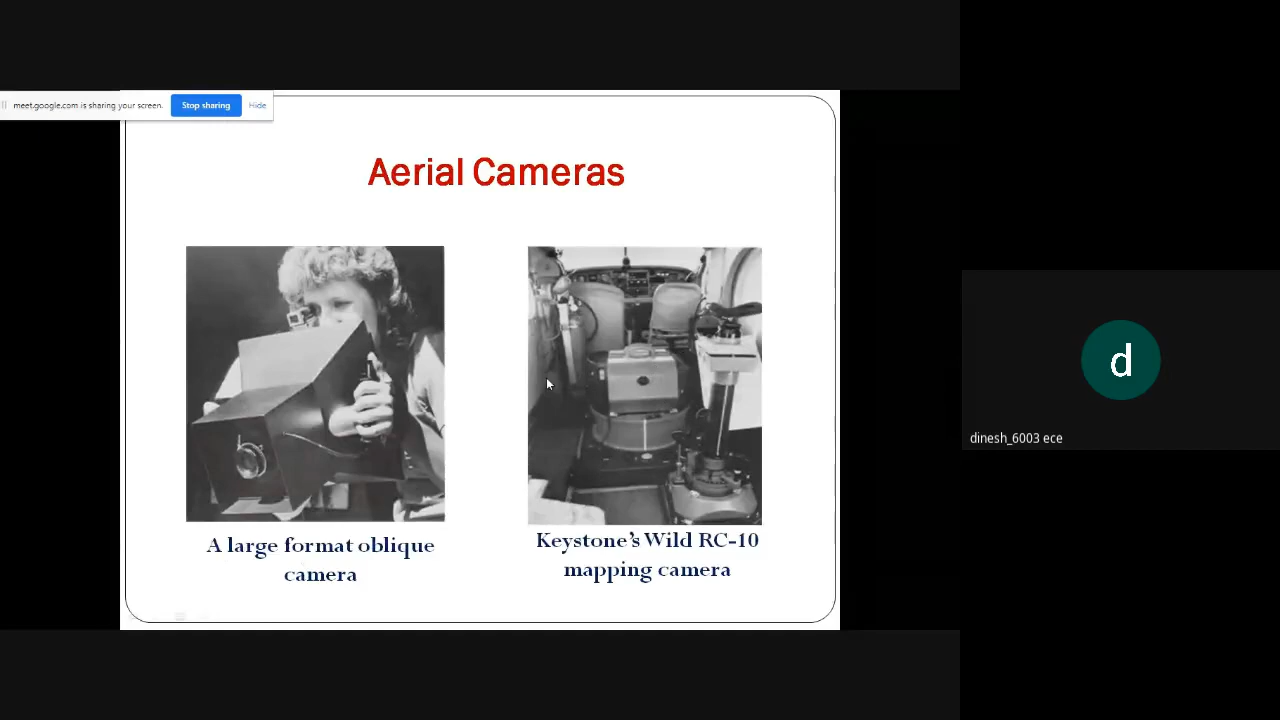 meet.google.com is sharing your screen.
Stop sharing
Hide
Aerial Cameras
A large format oblique
camera
Keystone's Wild RC-10
mapping camera
d
dinesh_6003 ece